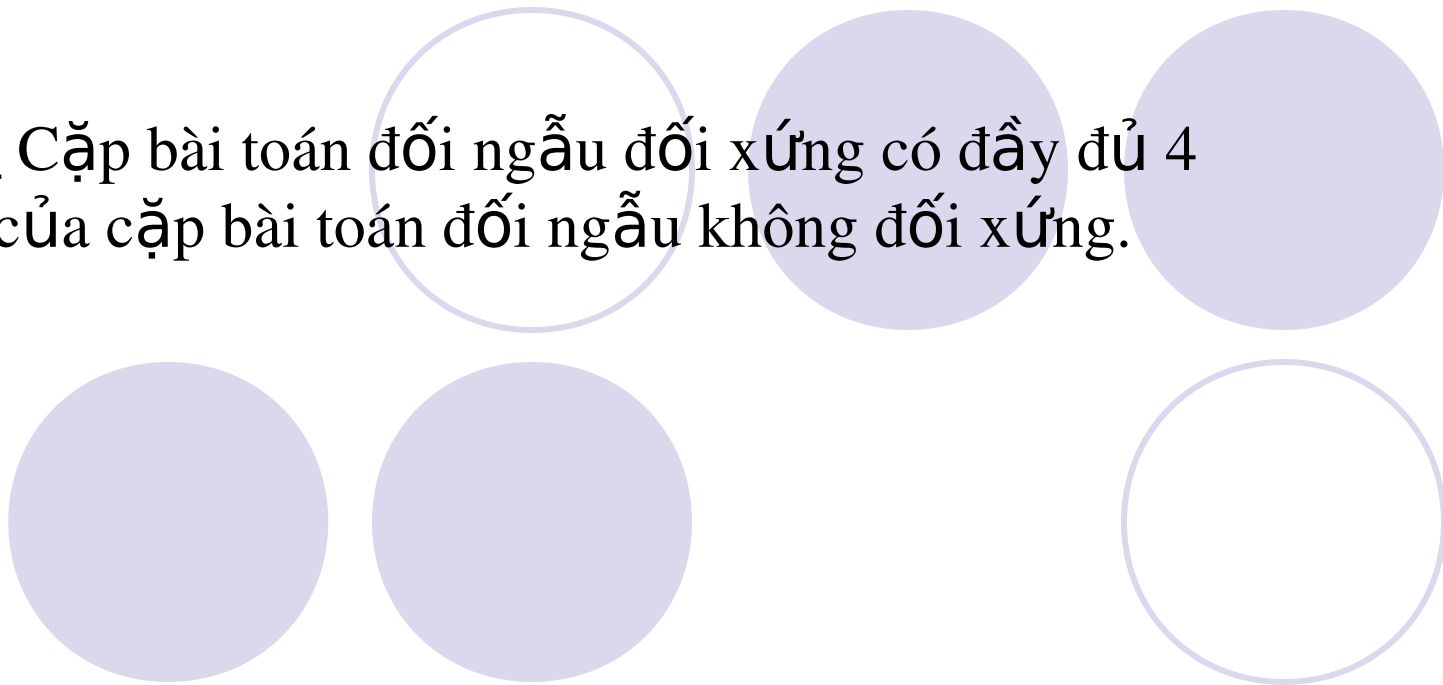 Cặp bài toán đối ngẫu đối xứng có đầy đủ 4
của cặp bài toán đối ngẫu không đối xứng.